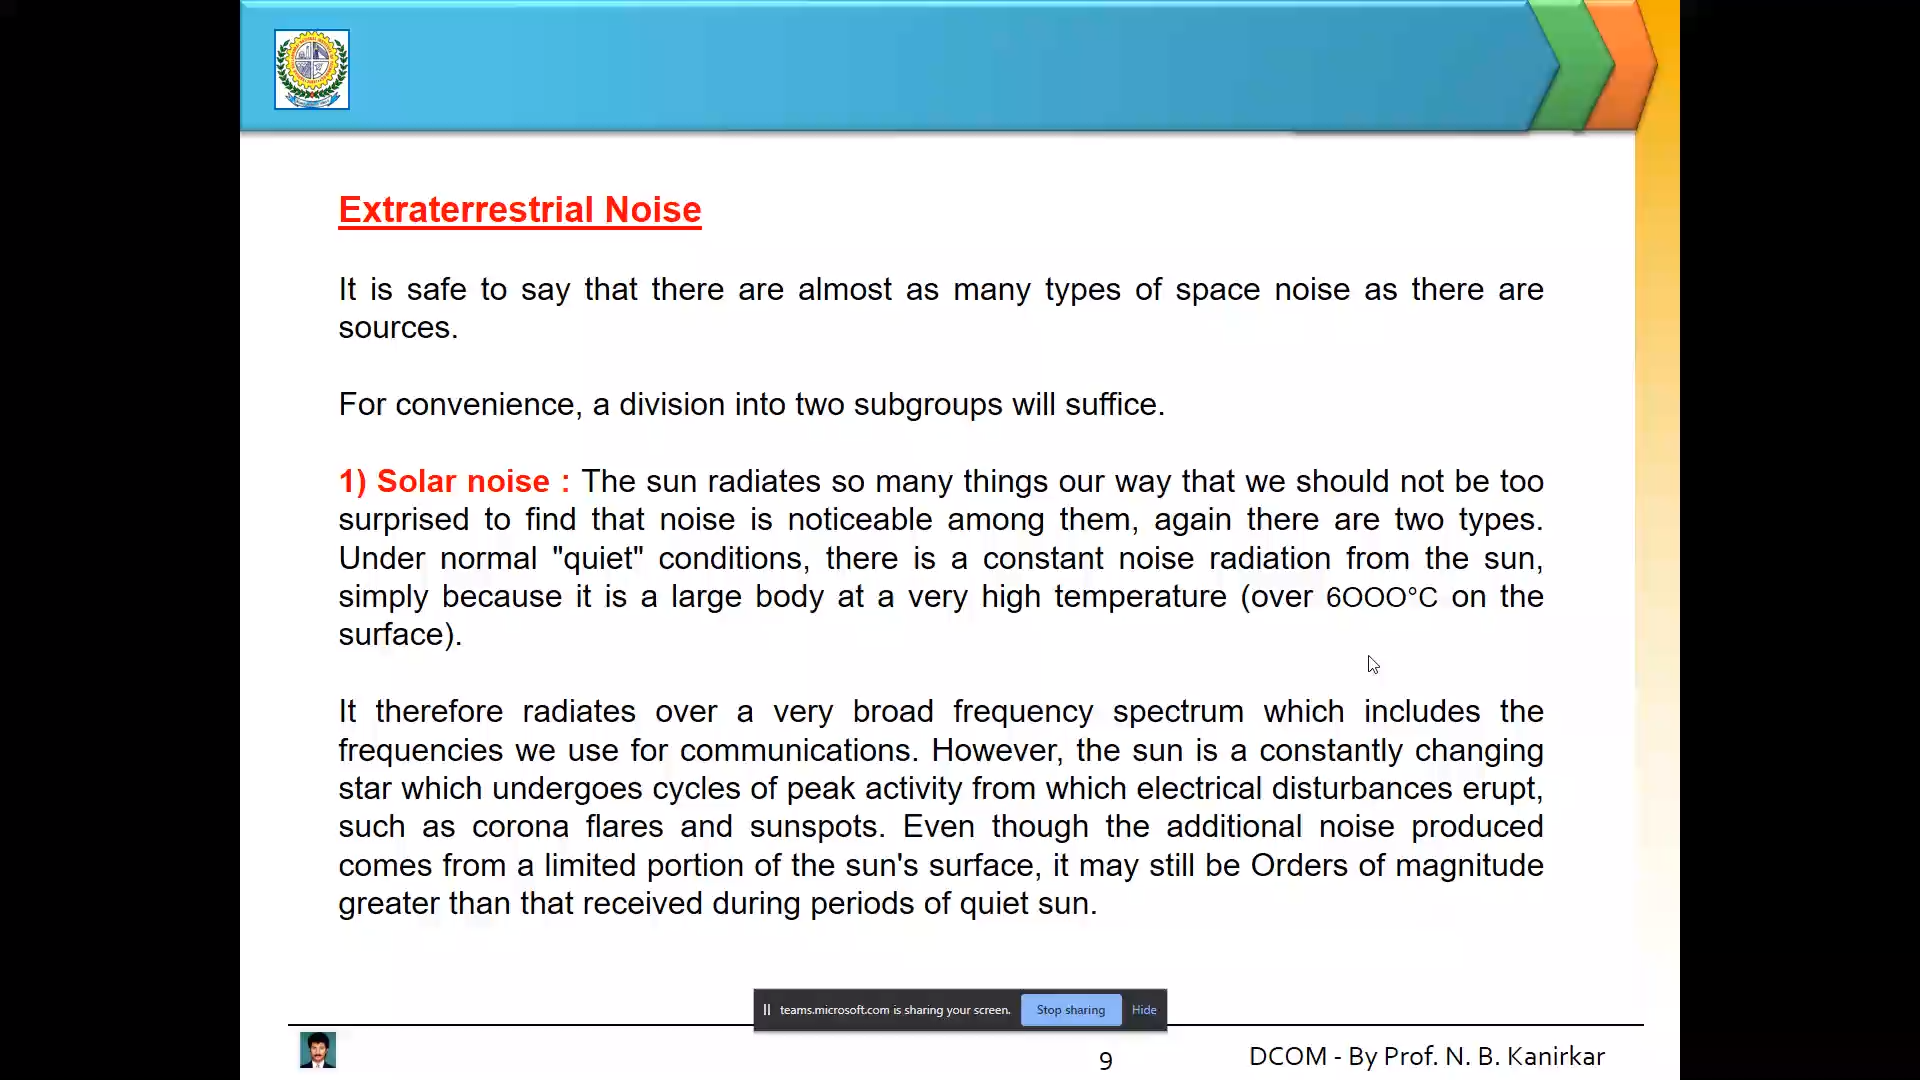 Extraterrestrial Noise
It is safe to say that there are almost as many types of space noise as there are
sources.
For convenience, a division into two subgroups will suffice.
1) Solar noise : The sun radiates so many things our way that we should not be too
surprised to find that noise is noticeable among them, again there are two types.
Under normal "quiet" conditions, there is a constant noise radiation from the sun,
simply because it is a large body at a very high temperature (over 6OOO°C on the
surface).
It therefore radiates over a very broad frequency spectrum which includes the
frequencies we use for communications. However, the sun is a constantly changing
star which undergoes cycles of peak activity from which electrical disturbances erupt,
such as corona flares and sunspots. Even though the additional noise produced
comes from a limited portion of the sun's surface, it may still be Orders of magnitude
greater than that received during periods of quiet sun.
teams.microsoft.com is sharing your screen. Stop sharing Hide
9 DCOM - By Prof. N. B. Kanirkar